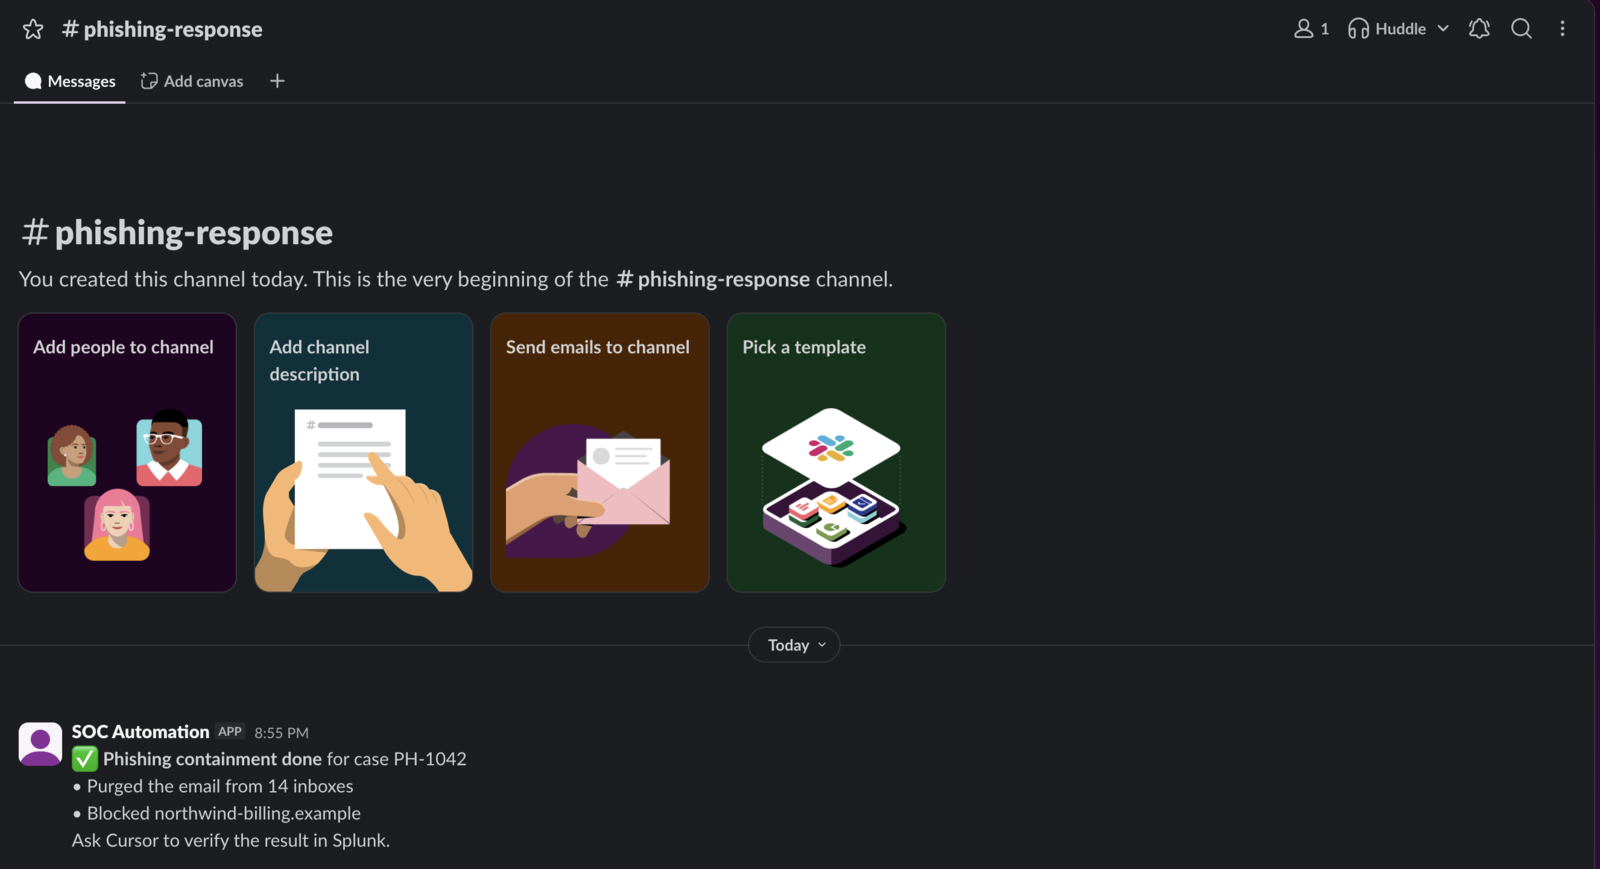 # phishing-response
1
Huddle
Messages
Add canvas
# phishing-response
You created this channel today. This is the very beginning of the # phishing-response channel.
Add people to channel
Add channel
description
Send emails to channel
Pick a template
#
Today
SOC Automation APP 8:55 PM
✅ Phishing containment done for case PH-1042
• Purged the email from 14 inboxes
• Blocked northwind-billing.example
Ask Cursor to verify the result in Splunk.